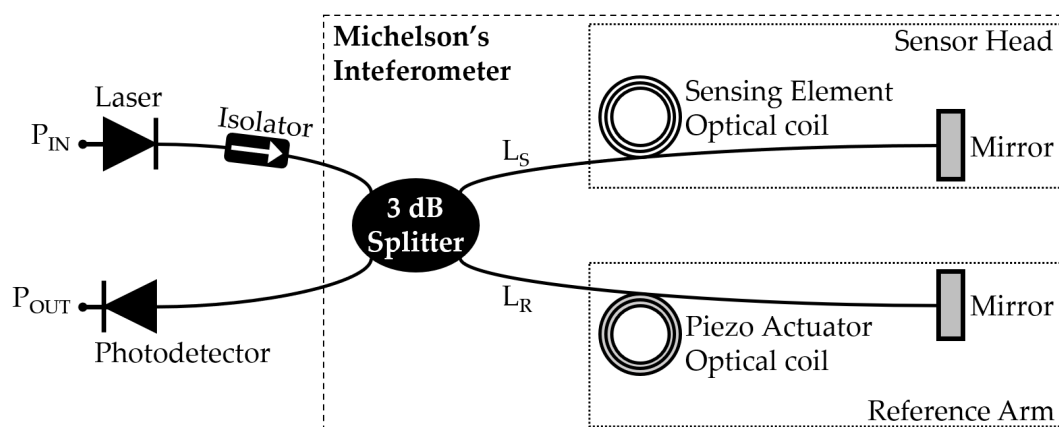 Michelson's
Inteferometer
Sensor Head
Laser
Isolator
P_IN
Sensing Element
Optical coil
L_S
Mirror
3 dB
Splitter
P_OUT
Photodetector
L_R
Piezo Actuator
Optical coil
Mirror
Reference Arm